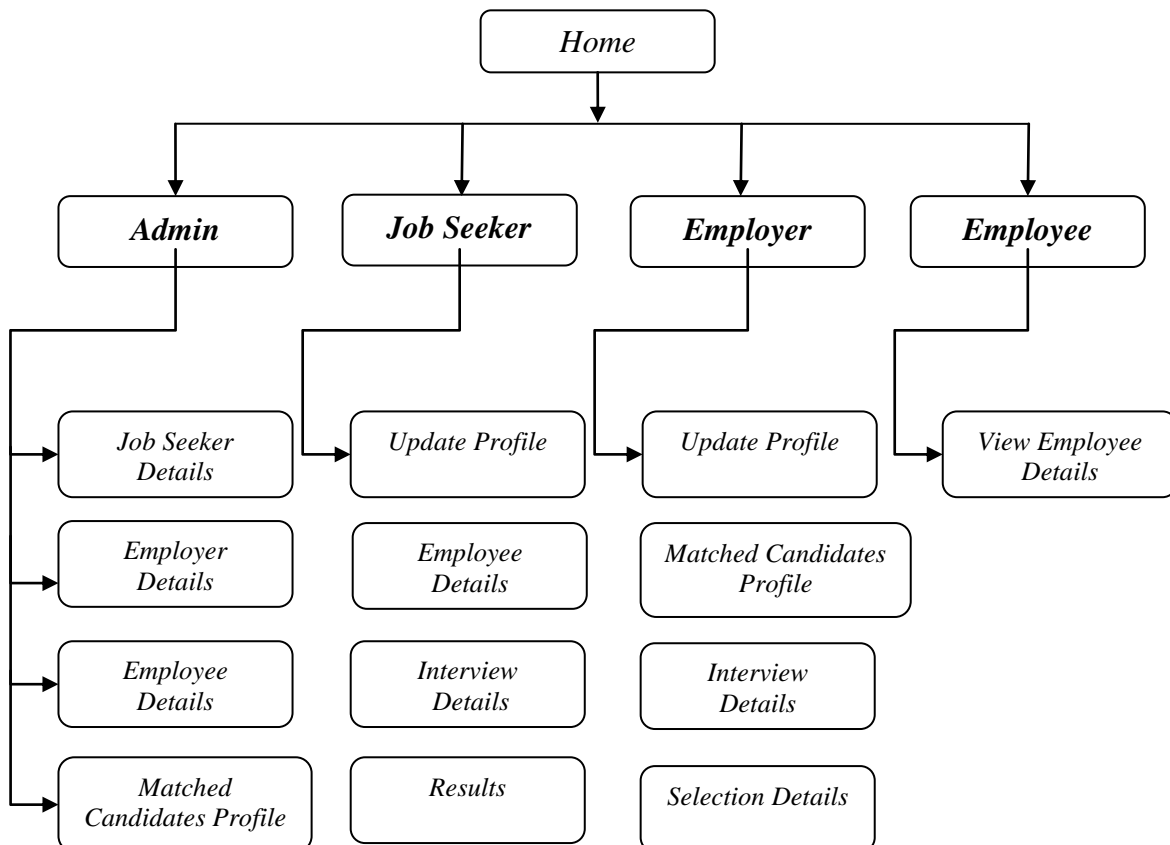 Home
Admin
Job Seeker
Employer
Employee
Job Seeker
Details
Update Profile
Update Profile
View Employee
Details
Employer
Details
Employee
Details
Matched Candidates
Profile
Employee
Details
Interview
Details
Interview
Details
Matched
Candidates Profile
Results
Selection Details